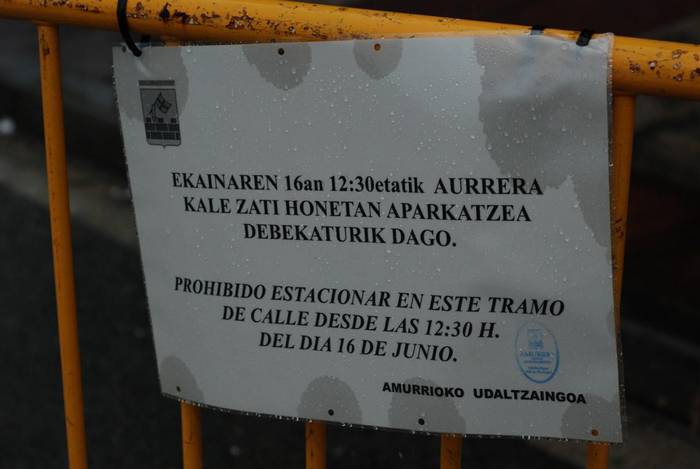 EKAINAREN 16an 12:30etatik AURRERA
KALE ZATI HONETAN APARKATZEA
DEBEKATURIK DAGO.
PROHIBIDO ESTACIONAR EN ESTE TRAMO
DE CALLE DESDE LAS 12:30 H.
DEL DIA 16 DE JUNIO.
AMURRIOKO UDALTZAINGOA